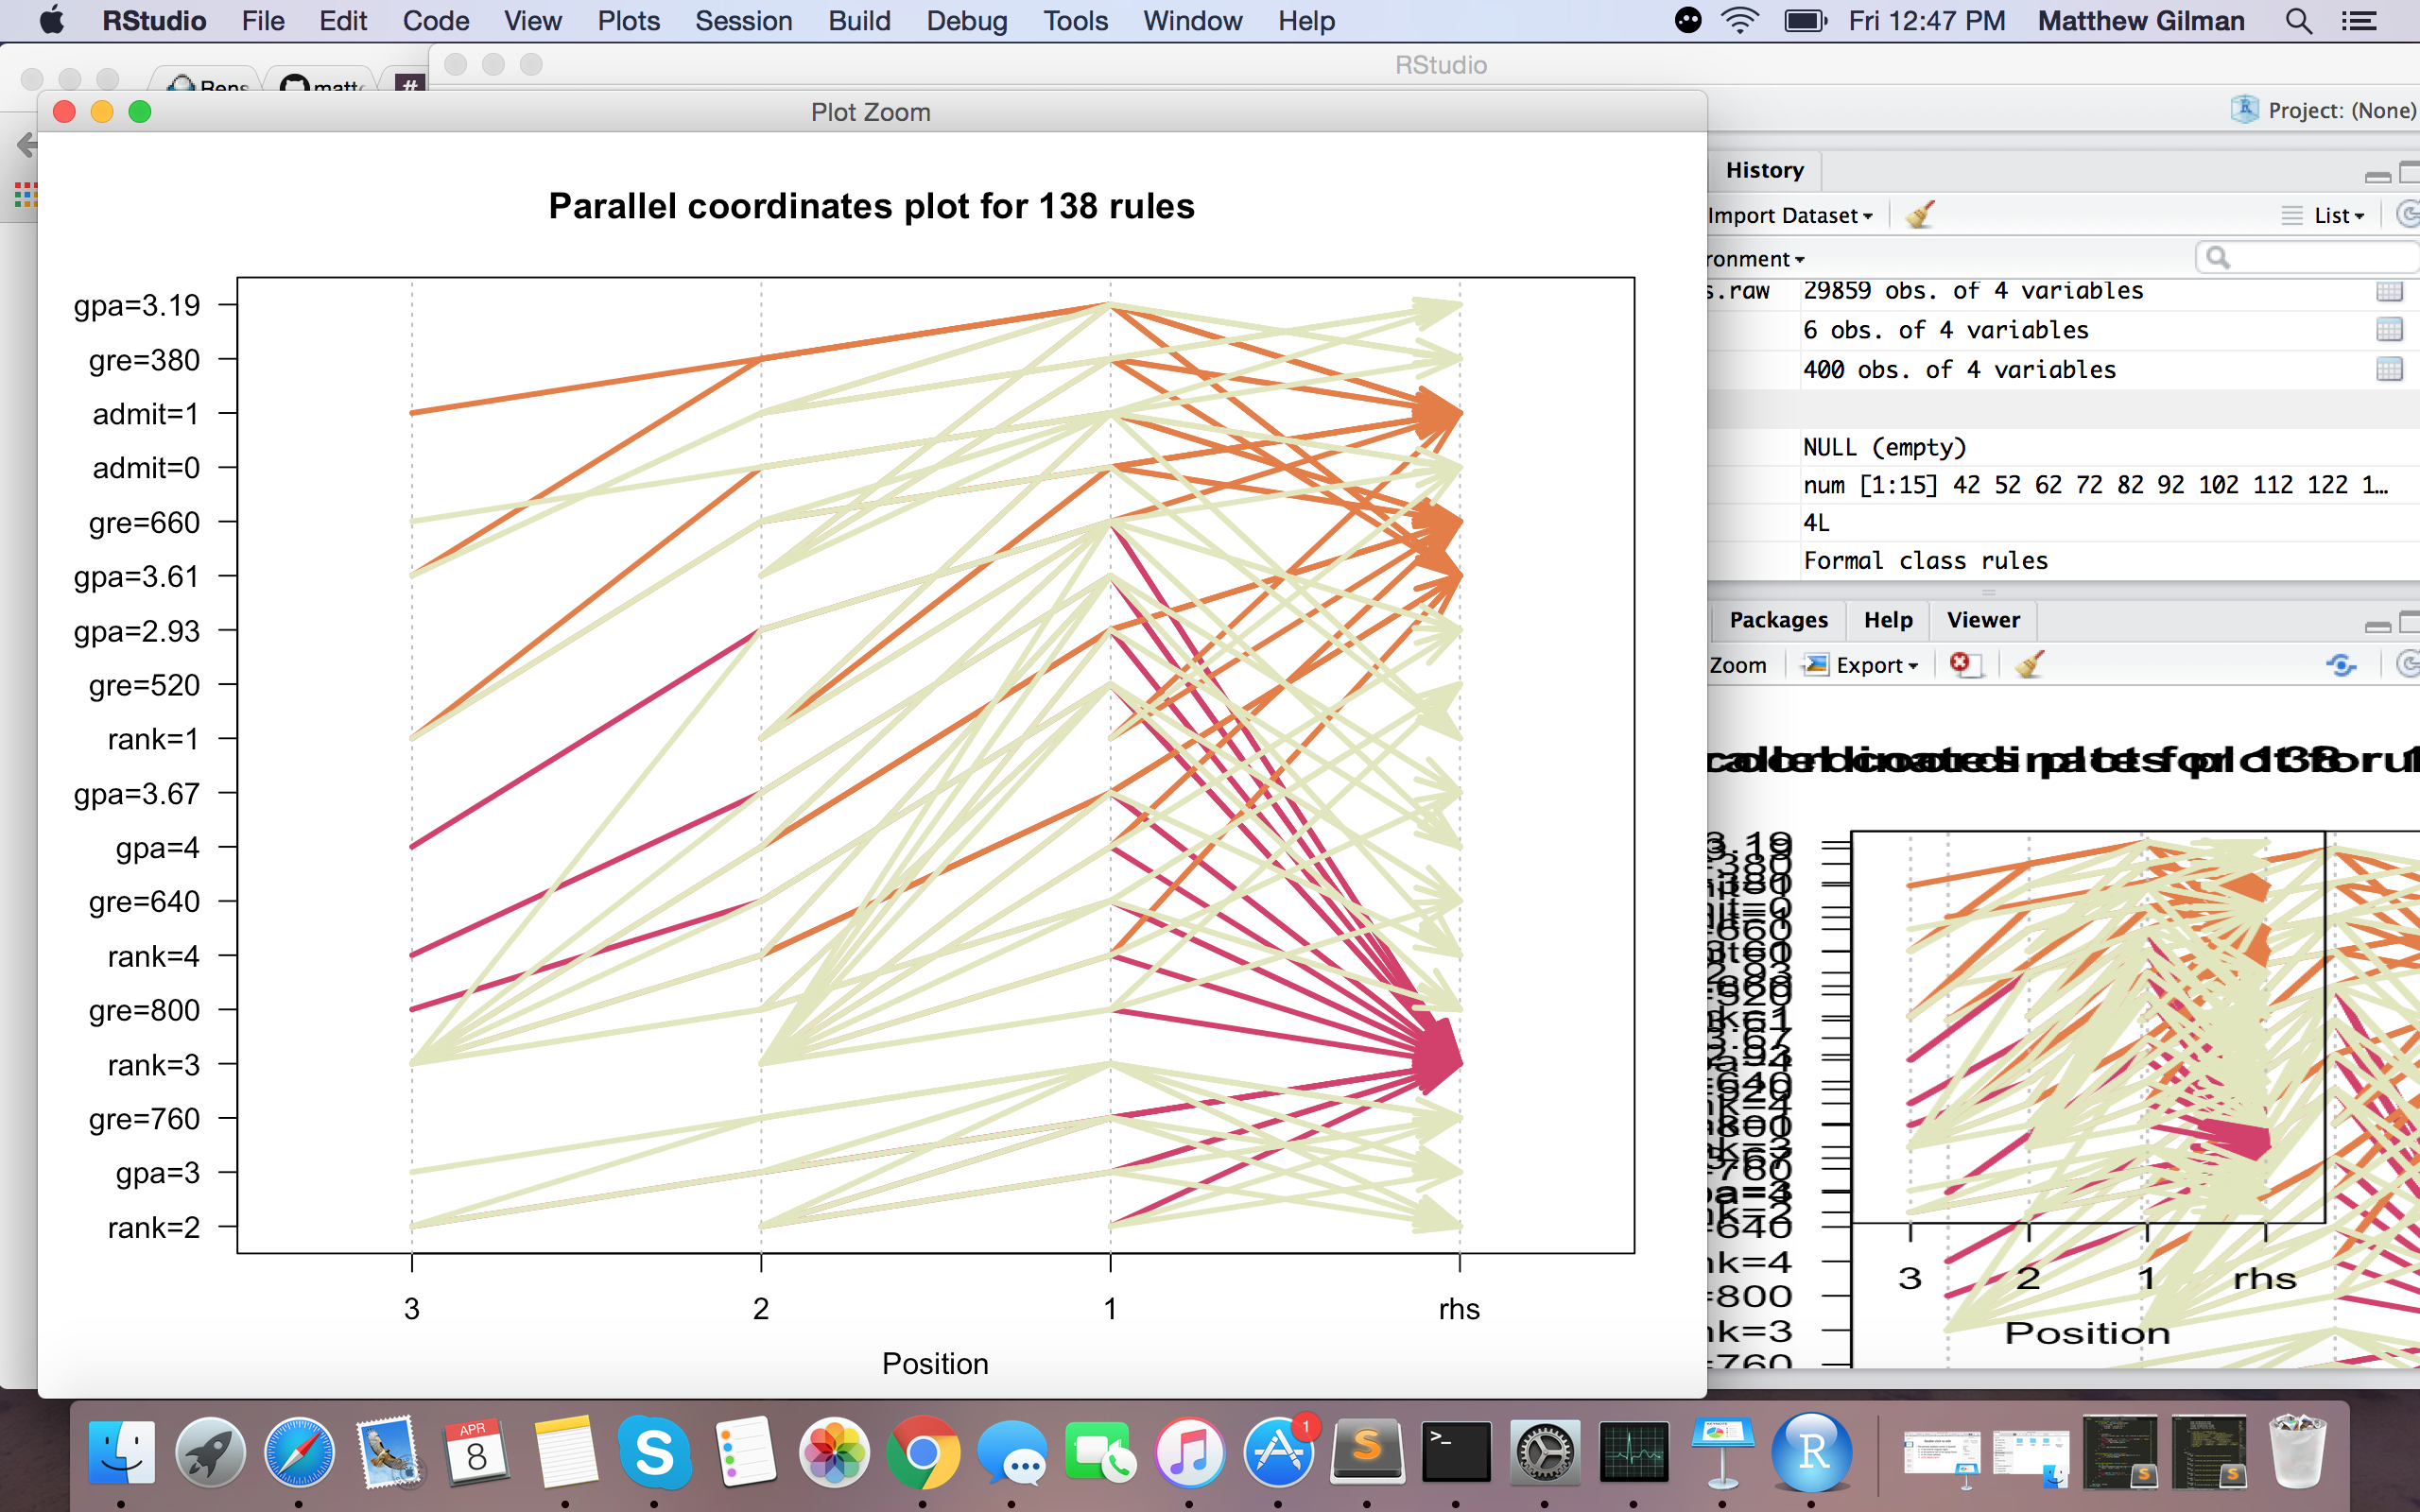 RStudio File Edit Code View Plots Session Build Debug Tools Window Help Fri 12:47 PM Matthew Gilman
RStudio
Plot Zoom
Project: (None)
Parallel coordinates plot for 138 rules
gpa=3.19
gre=380
admit=1
admit=0
gre=660
gpa=3.61
gpa=2.93
gre=520
rank=1
gpa=3.67
gpa=4
gre=640
rank=4
gre=800
rank=3
gre=760
gpa=3
rank=2
3 2 1 rhs
Position
History
Import Dataset
List
ronment
s.raw 29859 obs. of 4 variables
6 obs. of 4 variables
400 obs. of 4 variables
NULL (empty)
num [1:15] 42 52 62 72 82 92 102 112 122 1…
4L
Formal class rules
Packages Help Viewer
Zoom Export
3 2 1 rhs
Position
APR
8
1